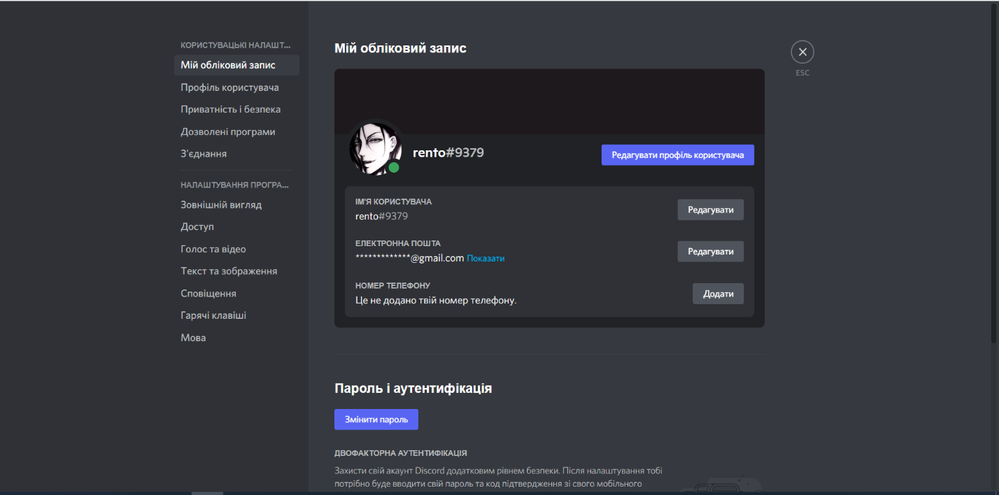 КОРИСТУВАЦЬКІ НАЛАШТ...
Мій обліковий запис
Профіль користувача
Приватність і безпека
Дозволені програми
З'єднання
НАЛАШТУВАННЯ ПРОГРА...
Зовнішній вигляд
Доступ
Голос та відео
Текст та зображення
Сповіщення
Гарячі клавіші
Мова
Мій обліковий запис
ESC
rento#9379
Редагувати профіль користувача
ІМ'Я КОРИСТУВАЧА
rento#9379
Редагувати
ЕЛЕКТРОННА ПОШТА
*************@gmail.com Показати
Редагувати
НОМЕР ТЕЛЕФОНУ
Це не додано твій номер телефону.
Додати
Пароль і аутентифікація
Змінити пароль
ДВОФАКТОРНА АУТЕНТИФІКАЦІЯ
Захисти свій акаунт Discord додатковим рівнем безпеки. Після налаштування тобі
потрібно буде вводити свій пароль та код підтвердження зі свого мобільного